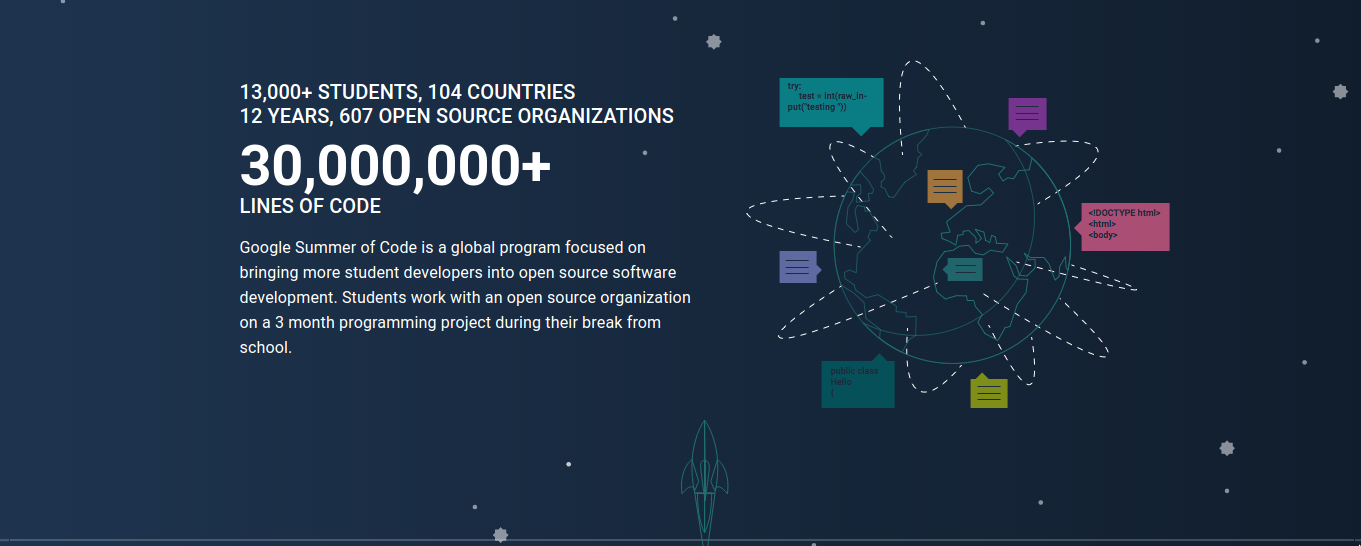 13,000+ STUDENTS, 104 COUNTRIES
12 YEARS, 607 OPEN SOURCE ORGANIZATIONS
30,000,000+
LINES OF CODE
Google Summer of Code is a global program focused on
bringing more student developers into open source software
development. Students work with an open source organization
on a 3 month programming project during their break from
school.
try:
test = int(raw_in-
put("testing "))
<!DOCTYPE html>
<html>
<body>
public class
Hello
{